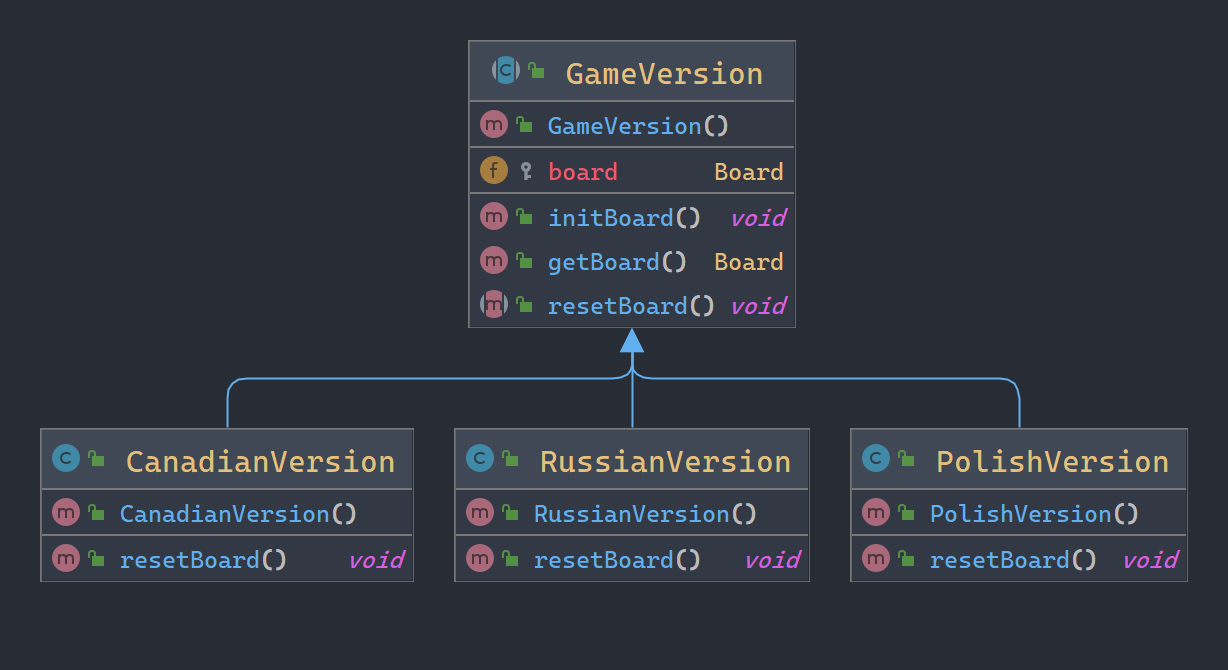 GameVersion
GameVersion()
board Board
initBoard() void
getBoard() Board
resetBoard() void
CanadianVersion
CanadianVersion()
resetBoard() void
RussianVersion
RussianVersion()
resetBoard() void
PolishVersion
PolishVersion()
resetBoard() void